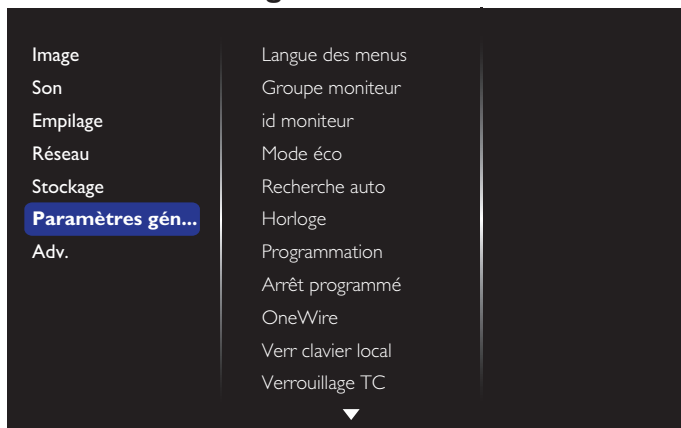 Image
Son
Empilage
Réseau
Stockage
Paramètres gén...
Adv.
Langue des menus
Groupe moniteur
id moniteur
Mode éco
Recherche auto
Horloge
Programmation
Arrêt programmé
OneWire
Verr clavier local
Verrouillage TC